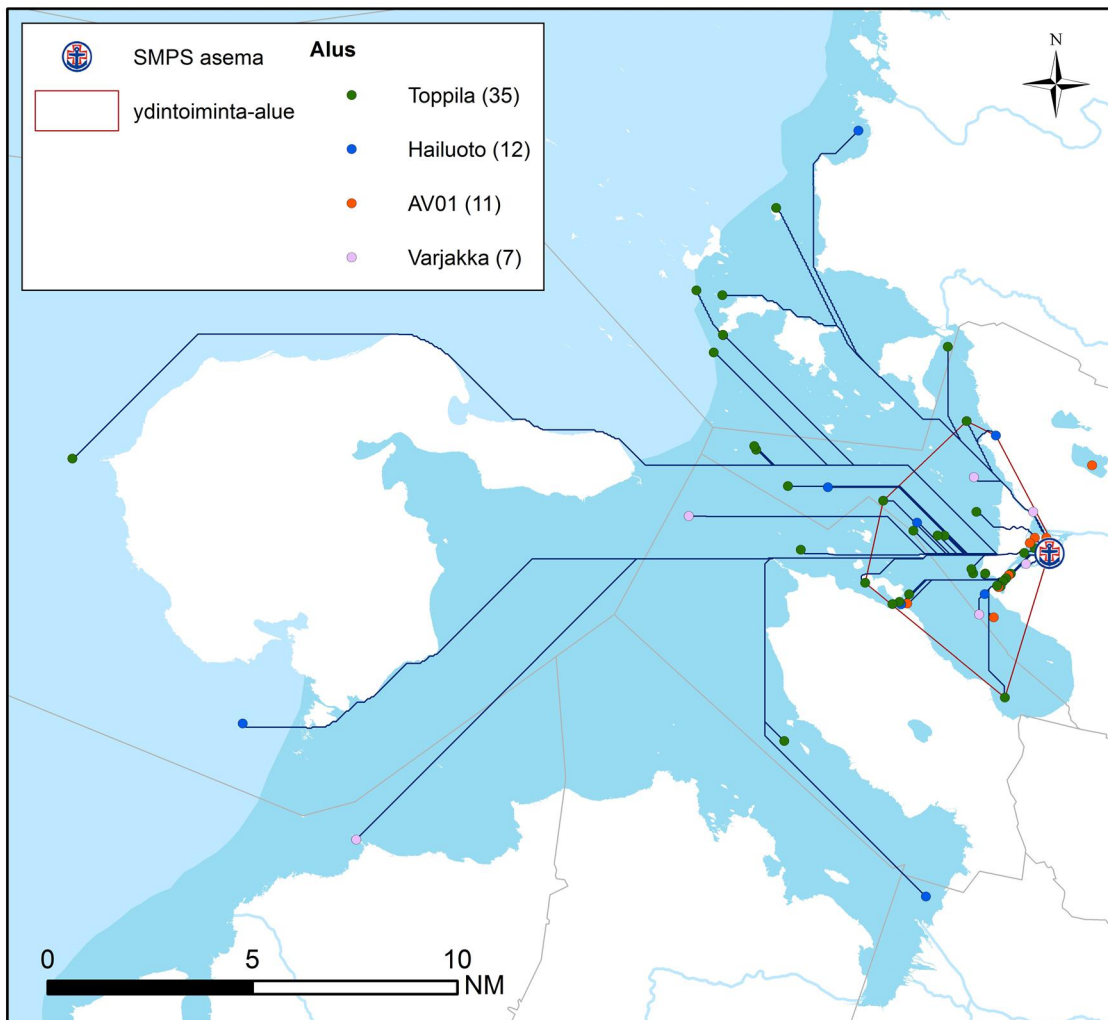 SMPS asema
ydintoiminta-alue
Alus
Toppila (35)
Hailuoto (12)
AV01 (11)
Varjakka (7)
N
0 5 10
NM